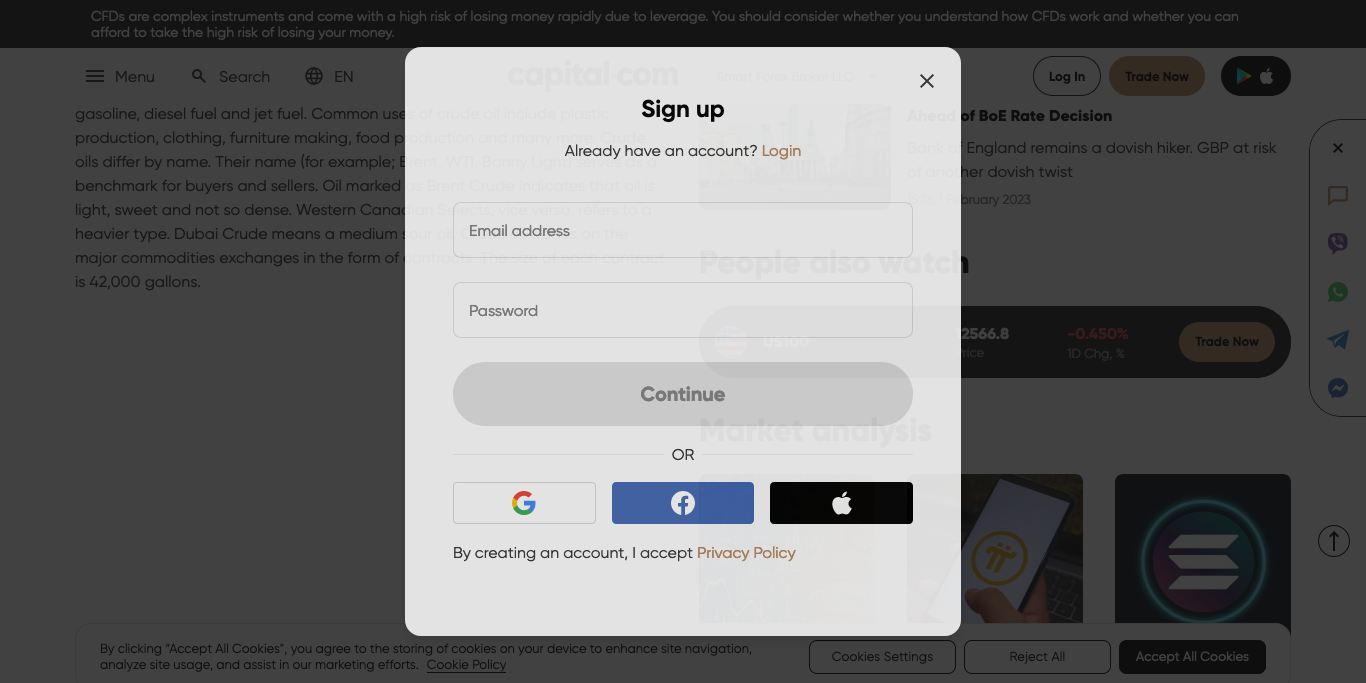 CFDs are complex instruments and come with a high risk of losing money rapidly due to leverage. You should consider whether you understand how CFDs work and whether you can
afford to take the high risk of losing your money.
Menu
Search
EN
capital.com
Log In
Trade Now
gasoline, diesel fuel and jet fuel. Common uses of crude oil include plastic
production, clothing, furniture making, food production and many more. Crude
oils differ by name. Their name (for example; Brent, WTI, Bonny Light) serves as a
benchmark for buyers and sellers. Oil marked as Brent Crude indicates that oil is
light, sweet and not so dense. Western Canadian Selects, vice versa, refers to a
heavier type. Dubai Crude means a medium sour oil. on the
major commodities exchanges in the form of contracts. The size of each contract
is 42,000 gallons.
Sign up
Already have an account? Login
Email address
Password
Continue
OR
By creating an account, I accept Privacy Policy
Ahead of BoE Rate Decision
Bank of England remains a dovish hiker. GBP at risk
of another dovish twist
February 2023
People also watch
US100
12566.8
Price
-0.450%
1D Chg, %
Trade Now
Market analysis
By clicking “Accept All Cookies”, you agree to the storing of cookies on your device to enhance site navigation,
analyze site usage, and assist in our marketing efforts. Cookie Policy
Cookies Settings
Reject All
Accept All Cookies